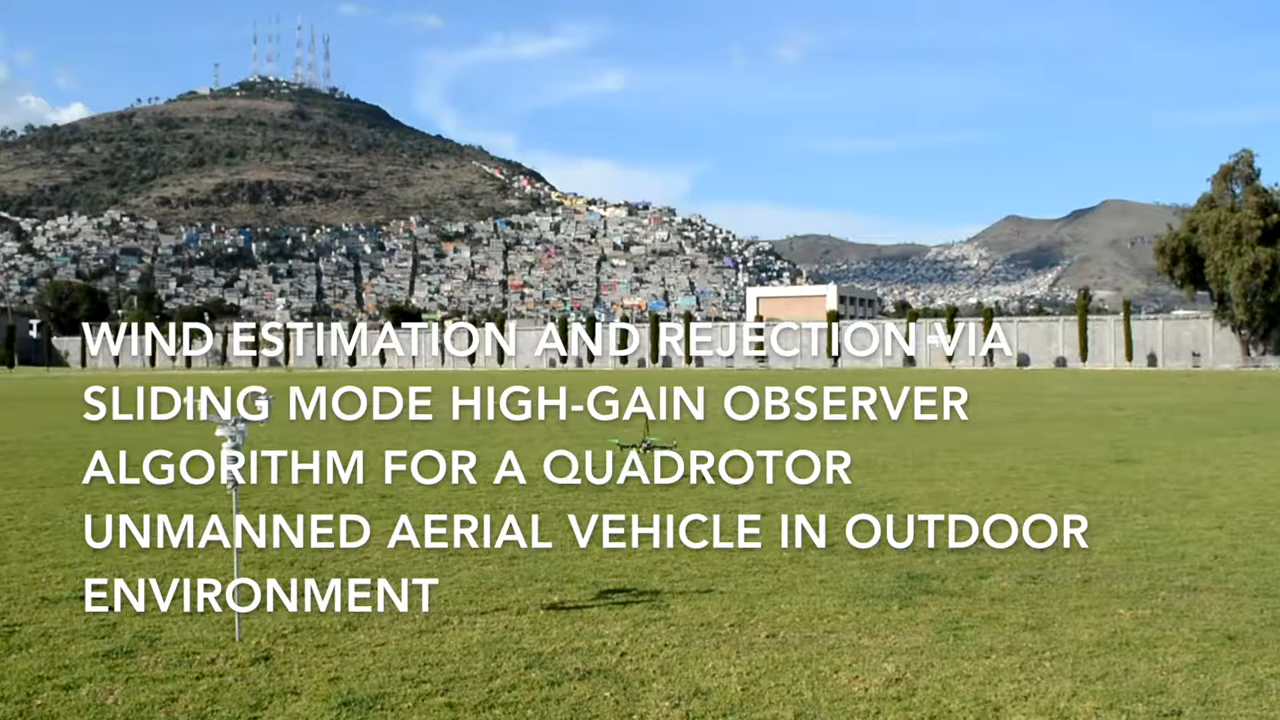 WIND ESTIMATION AND REJECTION VIA
SLIDING MODE HIGH-GAIN OBSERVER
ALGORITHM FOR A QUADROTOR
UNMANNED AERIAL VEHICLE IN OUTDOOR
ENVIRONMENT